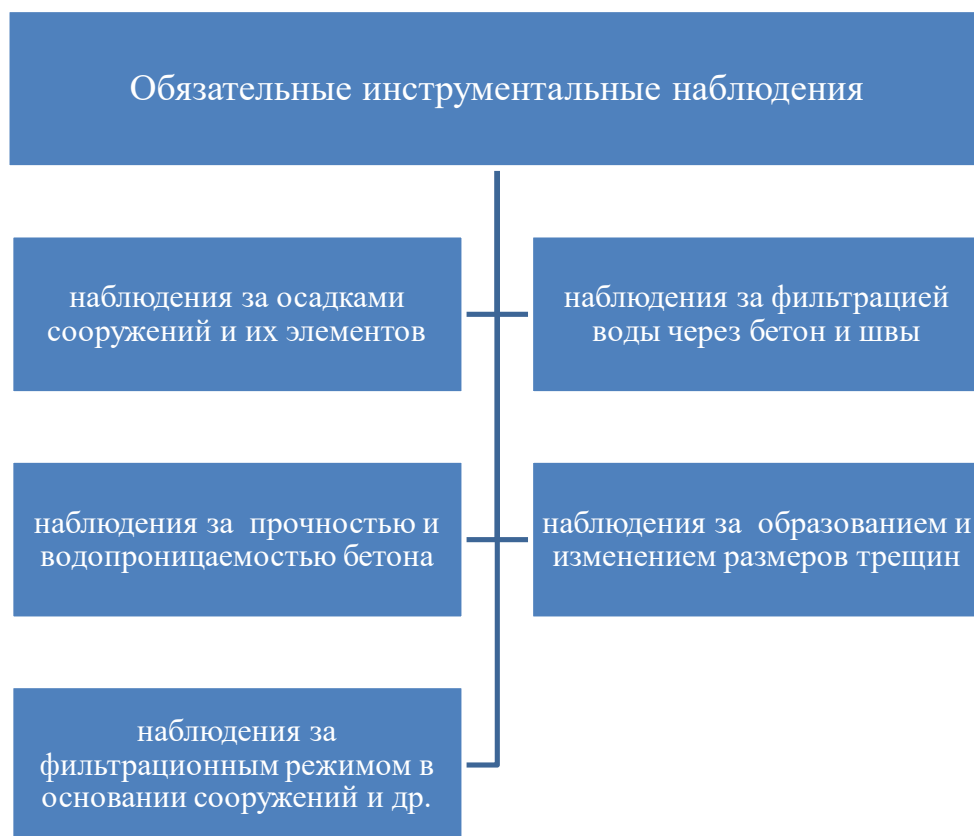 Обязательные инструментальные наблюдения
наблюдения за осадками
сооружений и их элементов
наблюдения за фильтрацией
воды через бетон и швы
наблюдения за прочностью и
водопроницаемостью бетона
наблюдения за образованием и
изменением размеров трещин
наблюдения за
фильтрационным режимом в
основании сооружений и др.